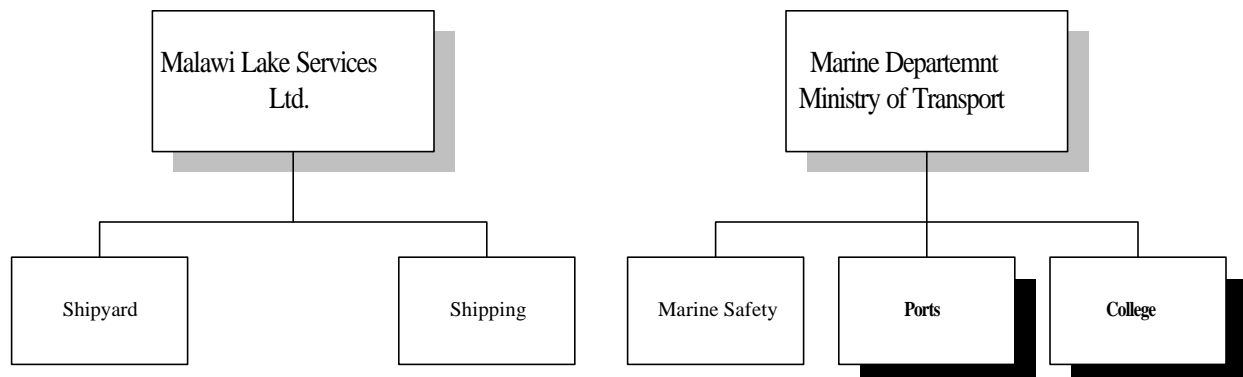 Malawi Lake Services
Ltd.
Marine Departemnt
Ministry of Transport
Shipyard
Shipping
Marine Safety
Ports
College